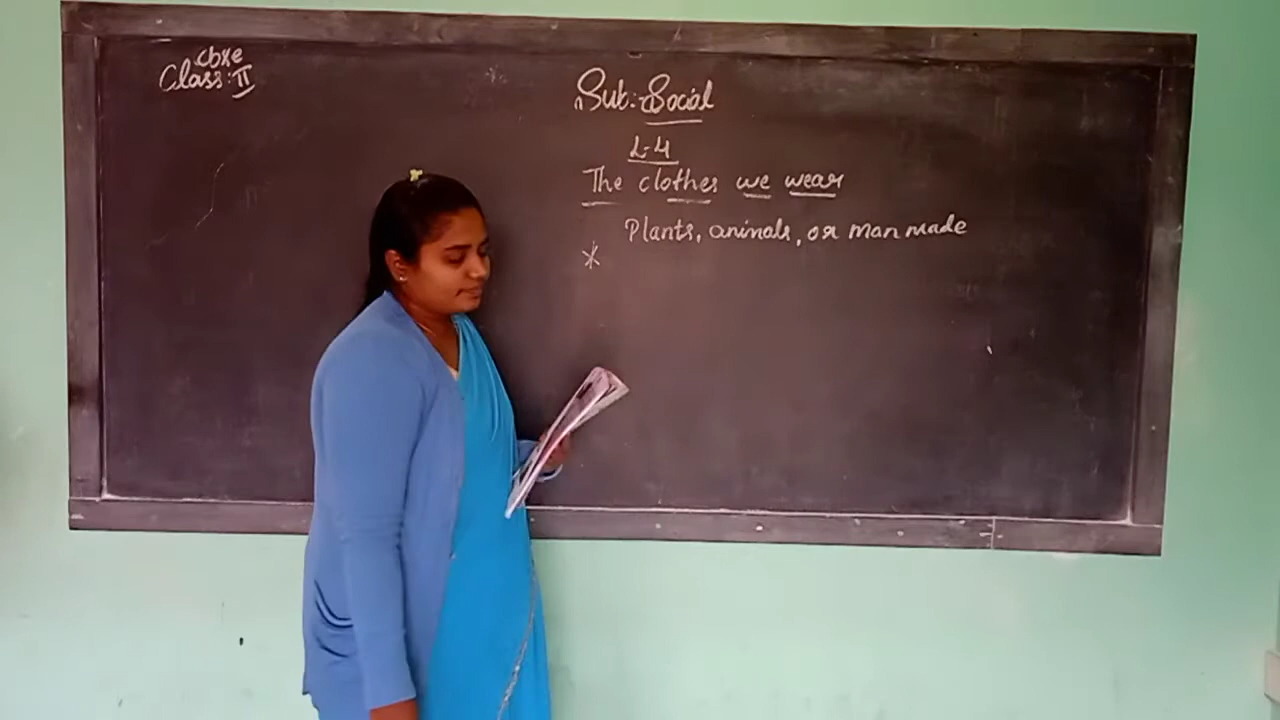 cbse
Class:II
Sub:-Social
L-4
The clothes we wear
Plants, animals, or man made
*